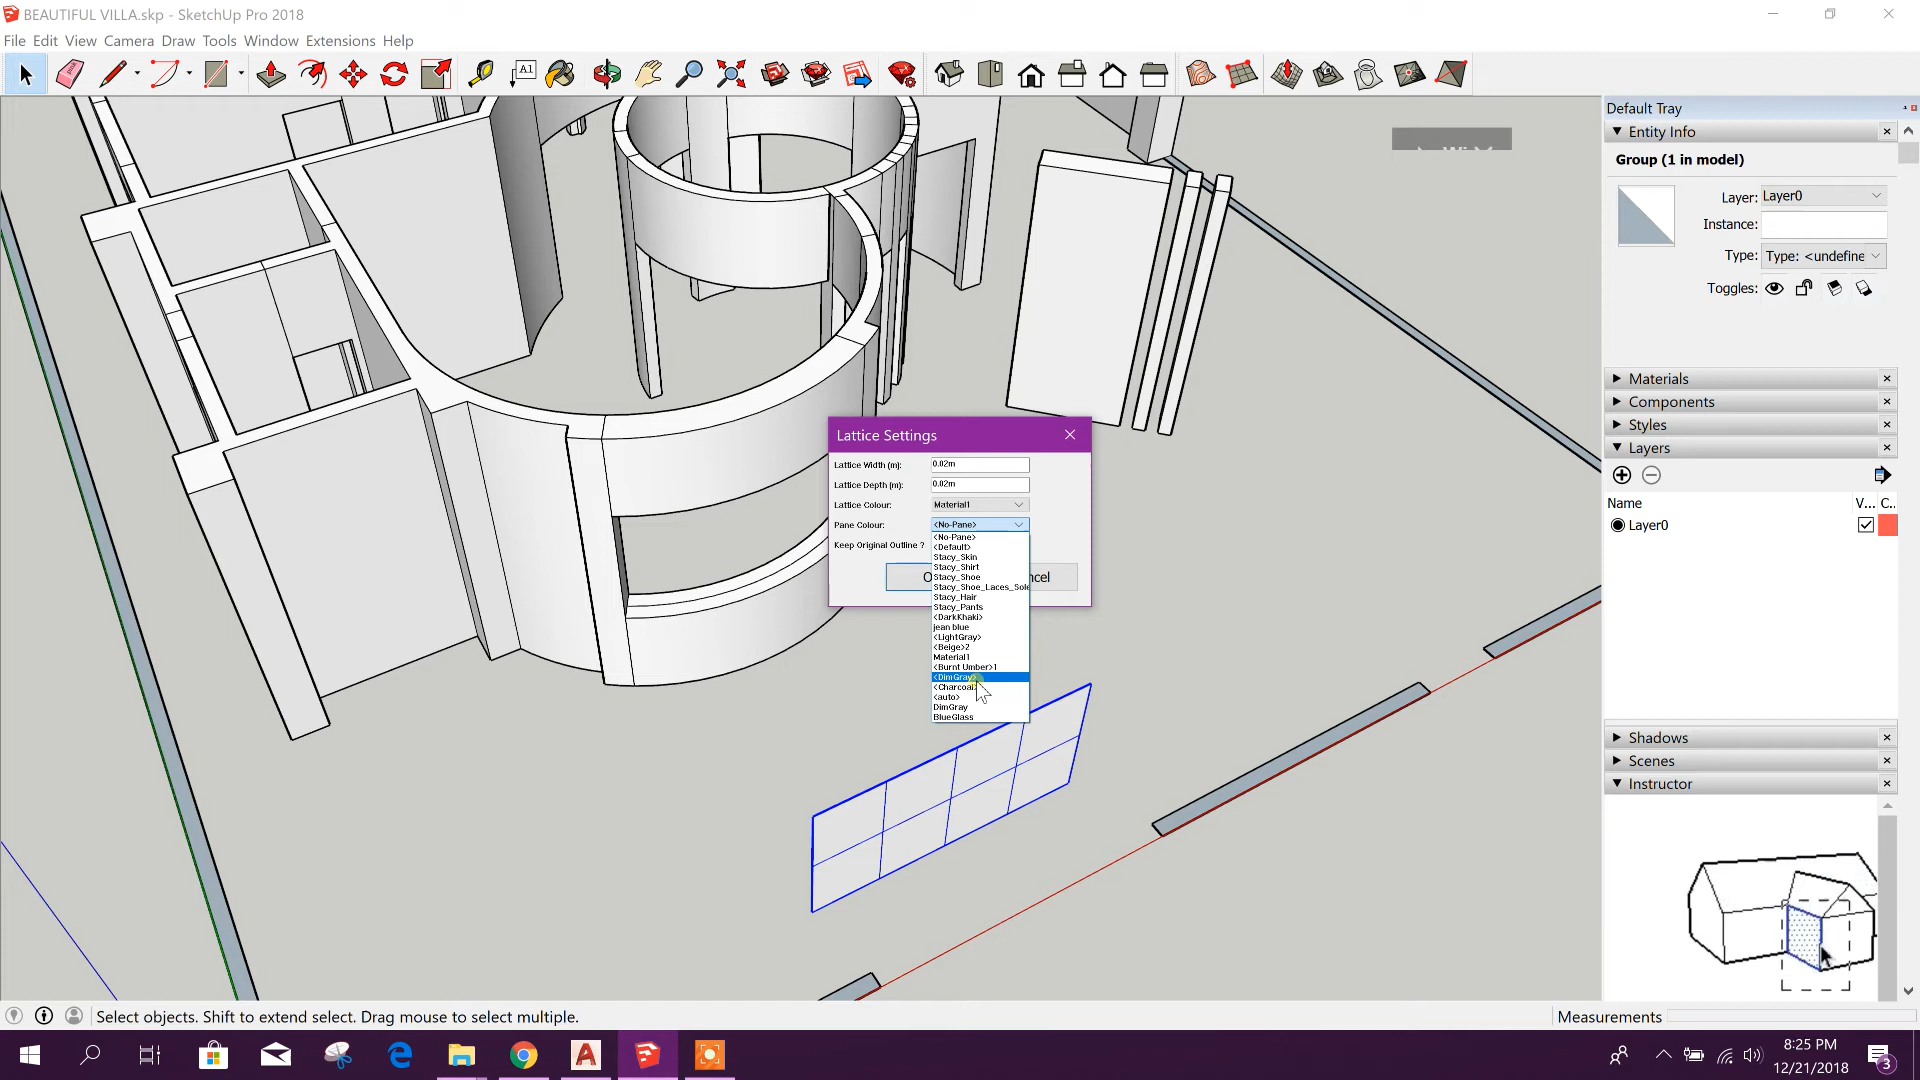 BEAUTIFUL VILLA.skp - SketchUp Pro 2018
File Edit View Camera Draw Tools Window Extensions Help
A1
Default Tray
Entity Info
Group (1 in model)
Layer: Layer0
Instance:
Type: Type: <undefine
Toggles:
Materials
Components
Styles
Layers
Name V... C..
Layer0
Shadows
Scenes
Instructor
Lattice Settings
Lattice Width (m): 0.02m
Lattice Depth (m): 0.02m
Lattice Colour: Material1
Pane Colour: <No-Pane>
Keep Original Outline ?
<No-Pane>
<Default>
Stacy_Skin
Stacy_Shirt
Stacy_Shoe
Stacy_Shoe_Laces_Sole
Stacy_Hair
Stacy_Pants
<DarkKhaki>
jean blue
<LightGray>
<Beige>2
Material1
<Burnt Umber>1
<DimGray>
<Charcoal>
<auto>
DimGray
BlueGlass
O ncel
Select objects. Shift to extend select. Drag mouse to select multiple.
Measurements
8:25 PM
12/21/2018
3